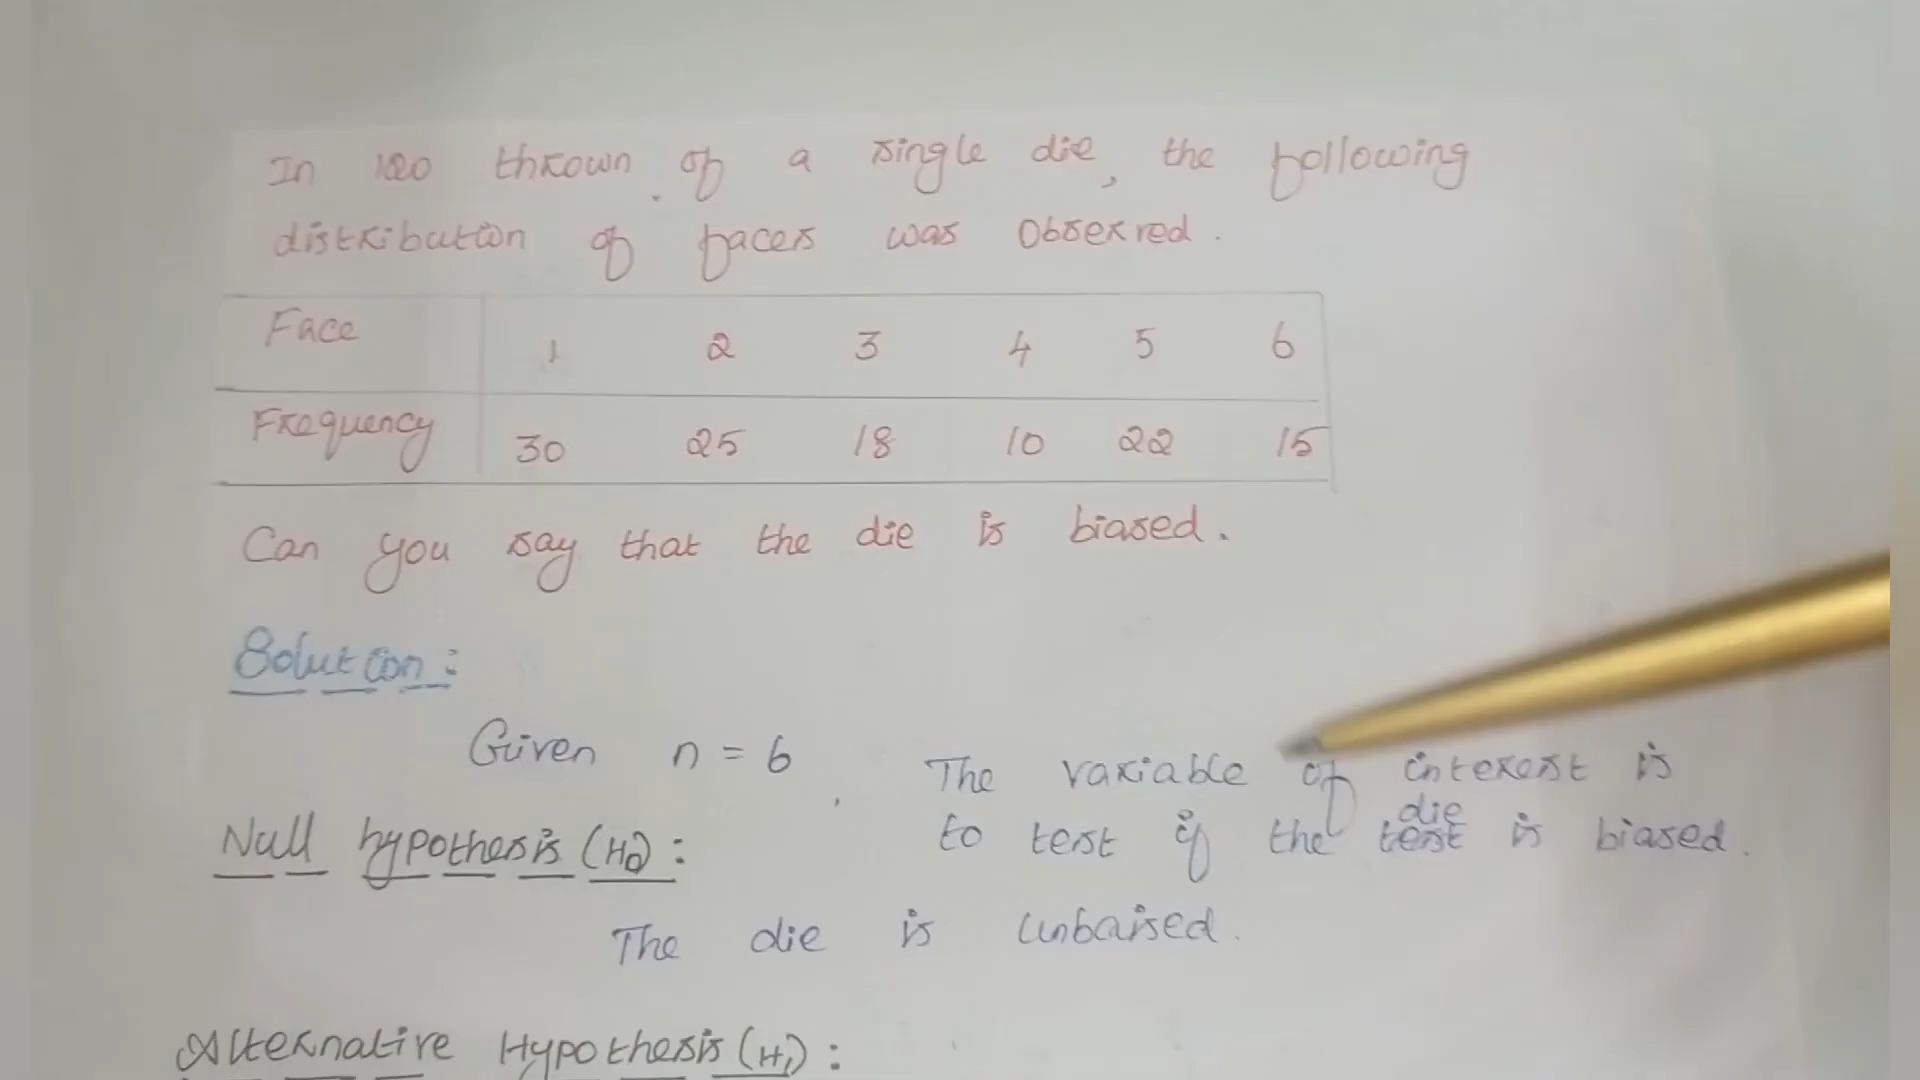 In 120 thrown of a single die, the following
distribution of faces was observed.
Face 1 2 3 4 5 6
Frequency 30 25 18 10 22 15
Can you say that the die is biased.
Solution:
Given n = 6, The variable of interest is
to test if the test die is biased.
Null hypothesis (H0):
The die is unbaised.
Alternative Hypothesis (H1):